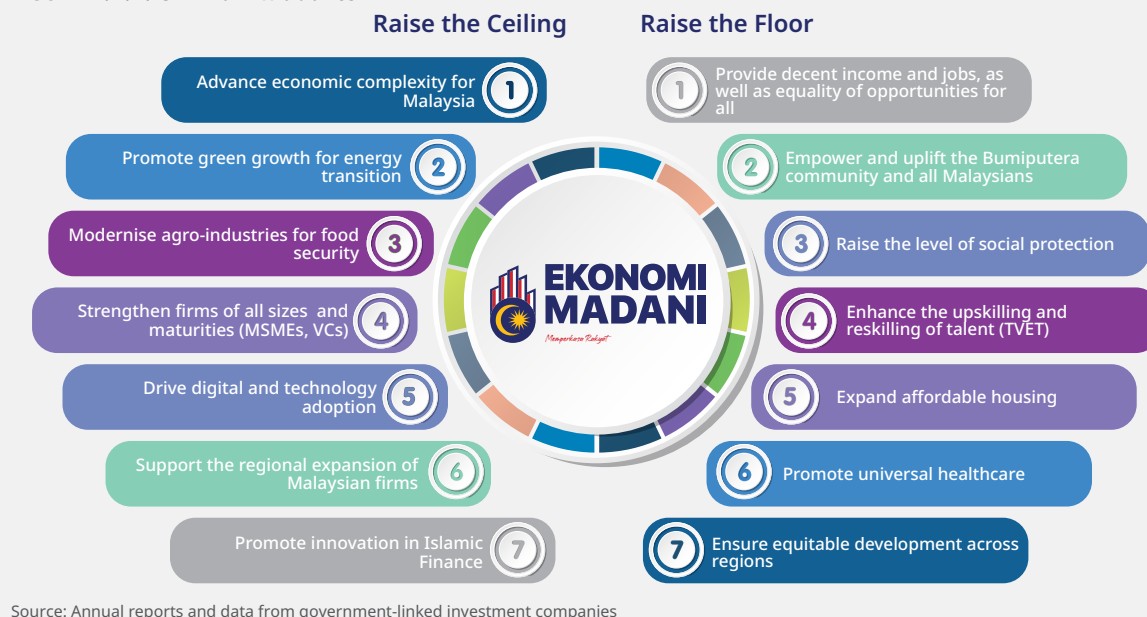 Raise the Ceiling
Raise the Floor
Advance economic complexity for
Malaysia
1
Promote green growth for energy
transition
2
Modernise agro-industries for food
security
3
Strengthen firms of all sizes and
maturities (MSMEs, VCs)
4
Drive digital and technology
adoption
5
Support the regional expansion of
Malaysian firms
6
Promote innovation in Islamic
Finance
7
EKONOMI
MADANI
Memperkasa Rakyat
1
Provide decent income and jobs, as
well as equality of opportunities for
all
2
Empower and uplift the Bumiputera
community and all Malaysians
3
Raise the level of social protection
4
Enhance the upskilling and
reskilling of talent (TVET)
5
Expand affordable housing
6
Promote universal healthcare
7
Ensure equitable development across
regions
Source: Annual reports and data from government-linked investment companies